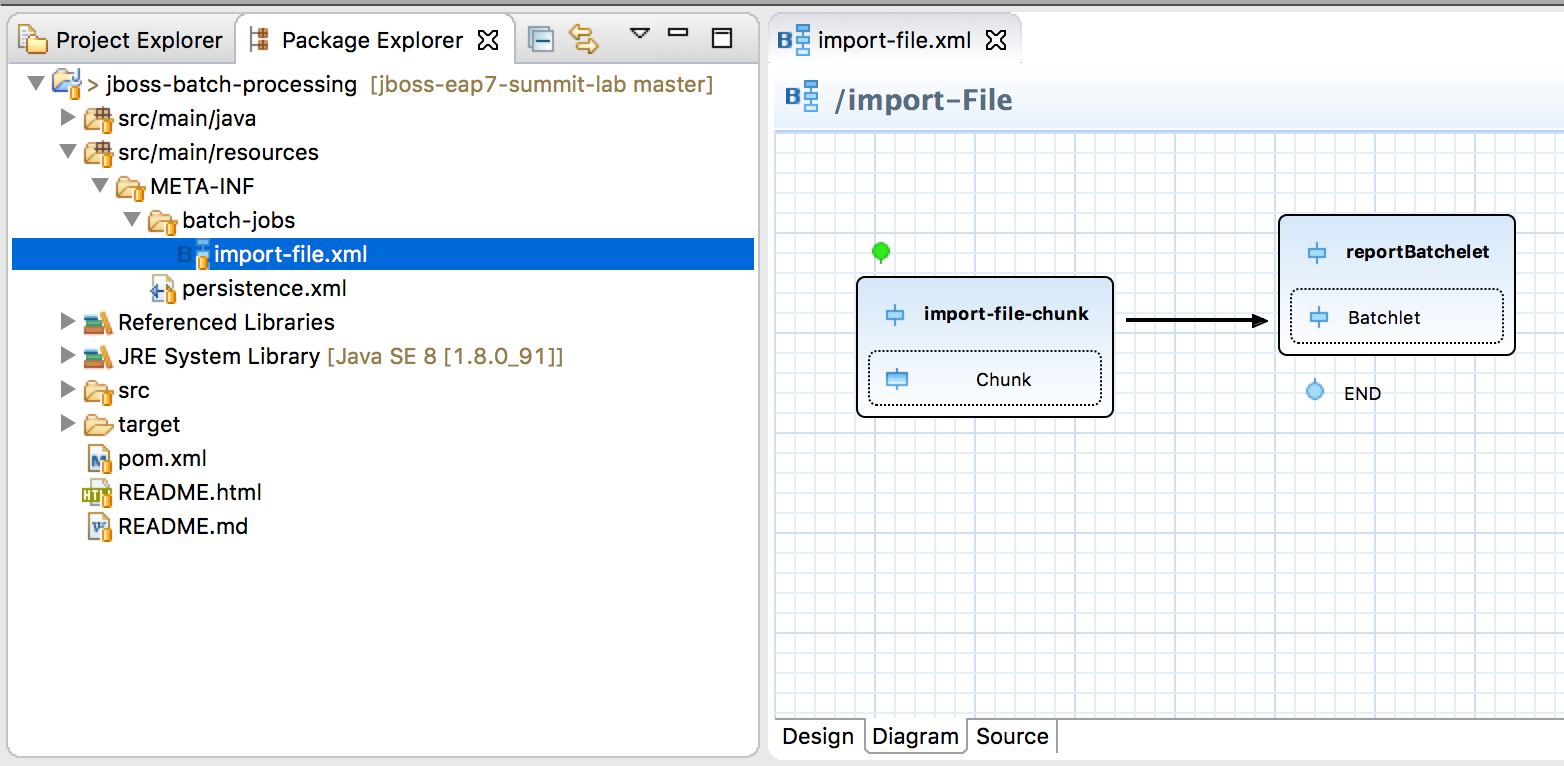 Project Explorer
Package Explorer
> jboss-batch-processing [jboss-eap7-summit-lab master]
src/main/java
src/main/resources
META-INF
batch-jobs
import-file.xml
persistence.xml
Referenced Libraries
JRE System Library [Java SE 8 [1.8.0_91]]
src
target
pom.xml
README.html
README.md
import-file.xml
/import-File
import-file-chunk
Chunk
reportBatchelet
Batchlet
END
Design Diagram Source